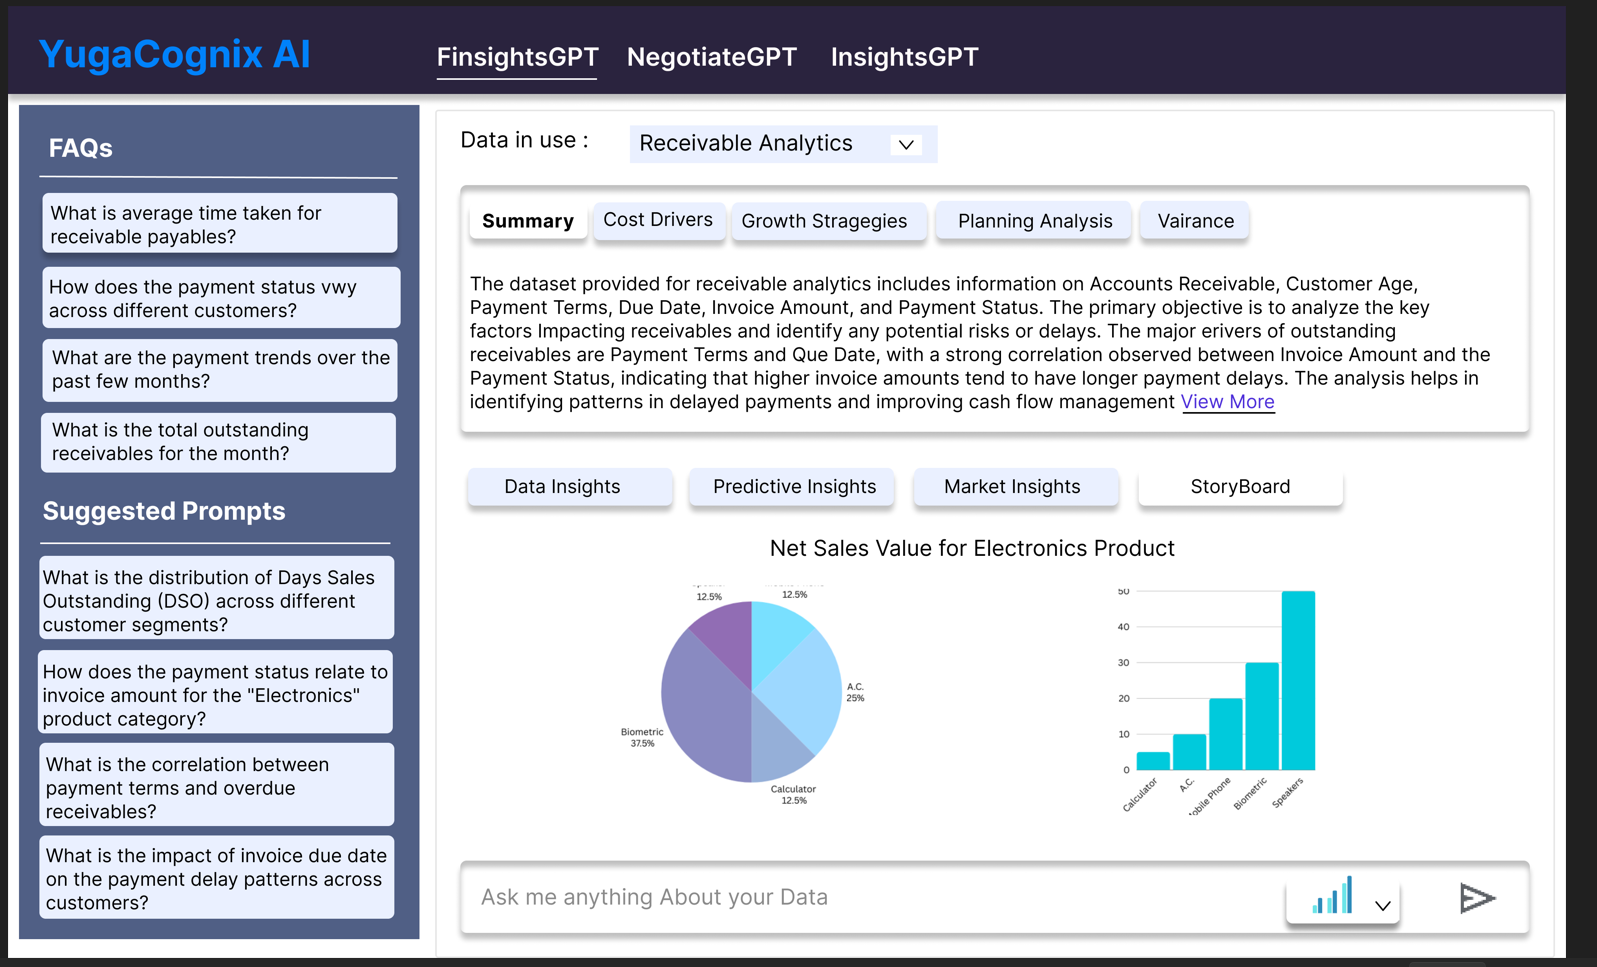 YugaCognix AI
FinsightsGPT
NegotiateGPT
InsightsGPT
FAQs
What is average time taken for
receivable payables?
How does the payment status vwy
across different customers?
What are the payment trends over the
past few months?
What is the total outstanding
receivables for the month?
Suggested Prompts
What is the distribution of Days Sales
Outstanding (DSO) across different
customer segments?
How does the payment status relate to
invoice amount for the "Electronics"
product category?
What is the correlation between
payment terms and overdue
receivables?
What is the impact of invoice due date
on the payment delay patterns across
customers?
Data in use :
Receivable Analytics
Summary
Cost Drivers
Growth Stragegies
Planning Analysis
Vairance
The dataset provided for receivable analytics includes information on Accounts Receivable, Customer Age,
Payment Terms, Due Date, Invoice Amount, and Payment Status. The primary objective is to analyze the key
factors Impacting receivables and identify any potential risks or delays. The major erivers of outstanding
receivables are Payment Terms and Que Date, with a strong correlation observed between Invoice Amount and the
Payment Status, indicating that higher invoice amounts tend to have longer payment delays. The analysis helps in
identifying patterns in delayed payments and improving cash flow management View More
Data Insights
Predictive Insights
Market Insights
StoryBoard
Net Sales Value for Electronics Product
12.5%
12.5%
A.C.
25%
Biometric
37.5%
Calculator
12.5%
50
40
30
20
10
0
Calculator
A.C.
Phone
Biometric
Speakers
Ask me anything About your Data